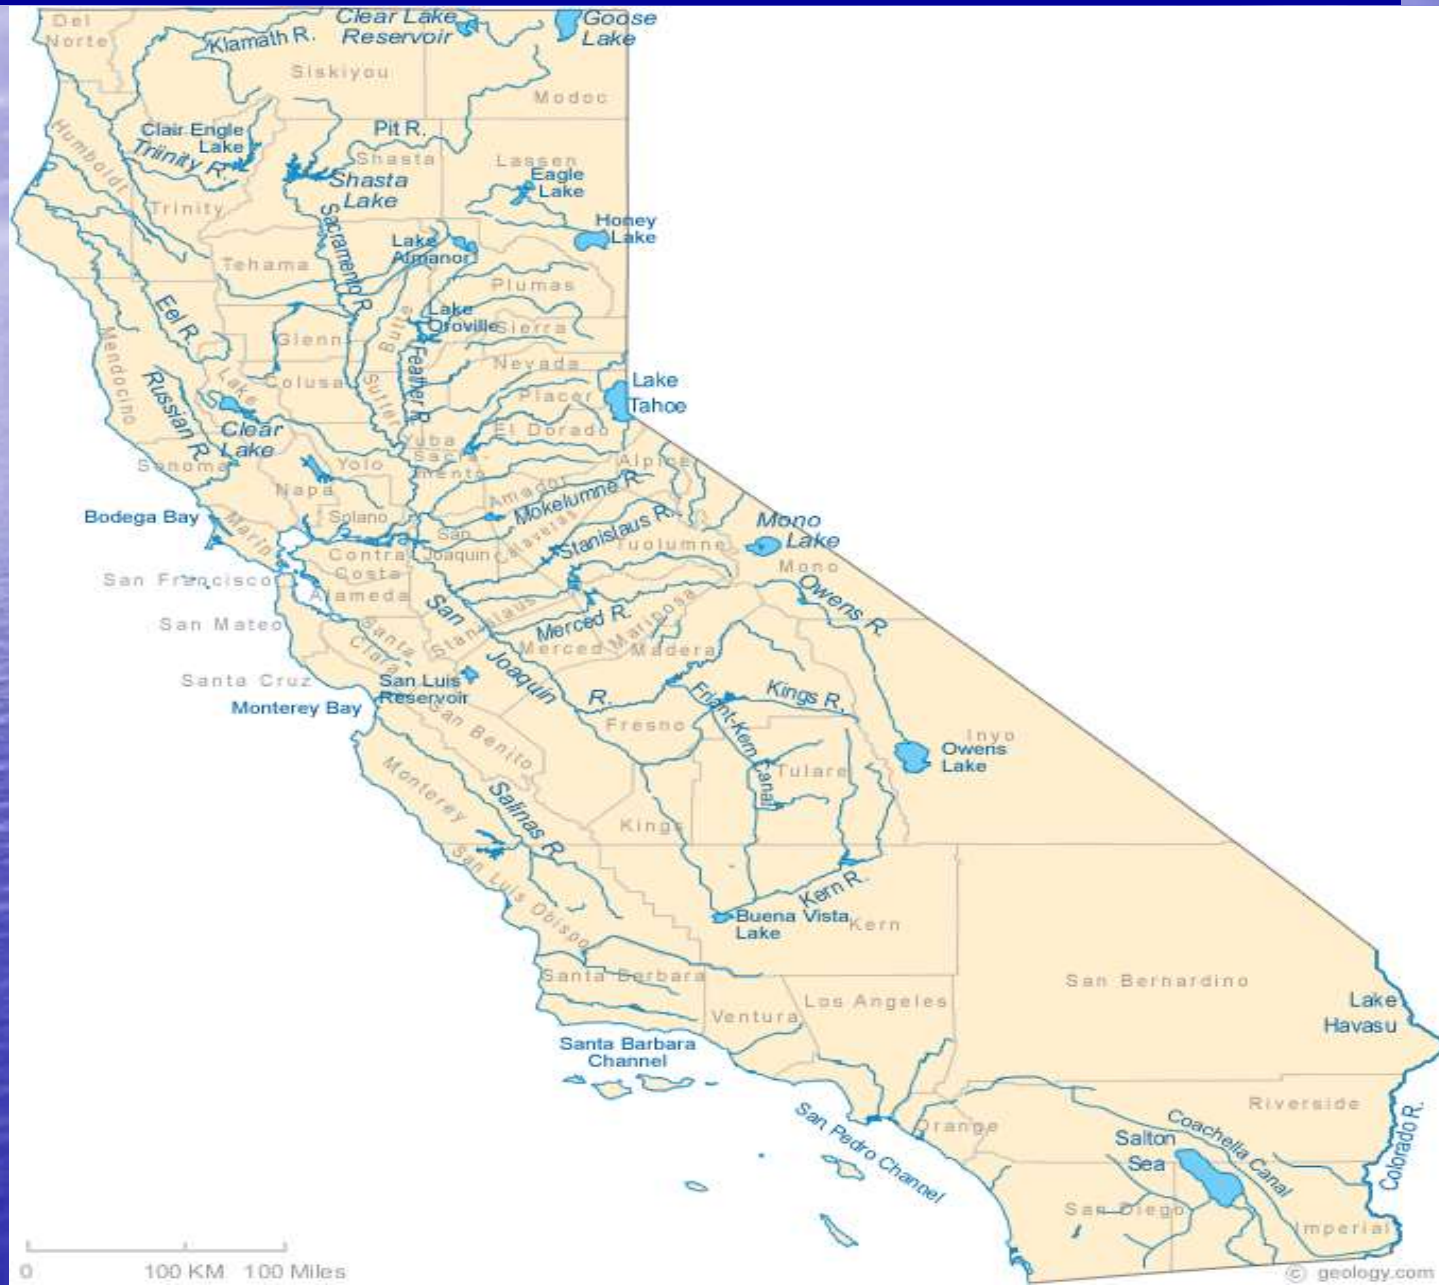 Del
Norte
Klamath R.
Clear Lake
Reservoir
Goose
Lake
Siskiyou
Modoc
Humboldt
Clair Engle
Lake
Triinity R.
Pit R.
Shasta
Shasta
Lake
Lassen
Eagle
Lake
Trinity
Honey
Lake
Sacramento R.
Lake
Almanor
Tehama
Plumas
Eel R.
Butte
Lake
Oroville
Sierra
Glenn
Mendocino
Feather R.
Nevada
Lake
Colusa
Sutter
Placer
Lake
Tahoe
Russian R.
Clear
Lake
Yuba
El Dorado
Sonoma
Yolo
Sacra-
mento
Alpice
Napa
Amador
Mokelumne R.
Bodega Bay
Marin
Solano
San
Joaquin
Calaveras
Stanislaus R.
Mono
Lake
Contra
Costa
Tuolumne
Mono
San Francisco
Alameda
San Joaquin R.
Stanislaus
Merced R.
Mariposa
Owens R.
San Mateo
Santa
Clara
Merced
Madera
Santa Cruz
San Luis
Reservoir
Friant-Kern Canal
Kings R.
Monterey Bay
San Benito
Fresno
Inyo
Owens
Lake
Monterey
Salinas R.
Tulare
Kings
San Luis Obispo
Kern R.
Buena Vista
Lake
Kern
Santa Barbara
Ventura
Los Angeles
San Bernardino
Lake
Havasu
Santa Barbara
Channel
San Pedro Channel
Orange
Riverside
Coachella Canal
Salton
Sea
Colorado R.
San Diego
Imperial
0 100 KM 100 Miles
© geology.com